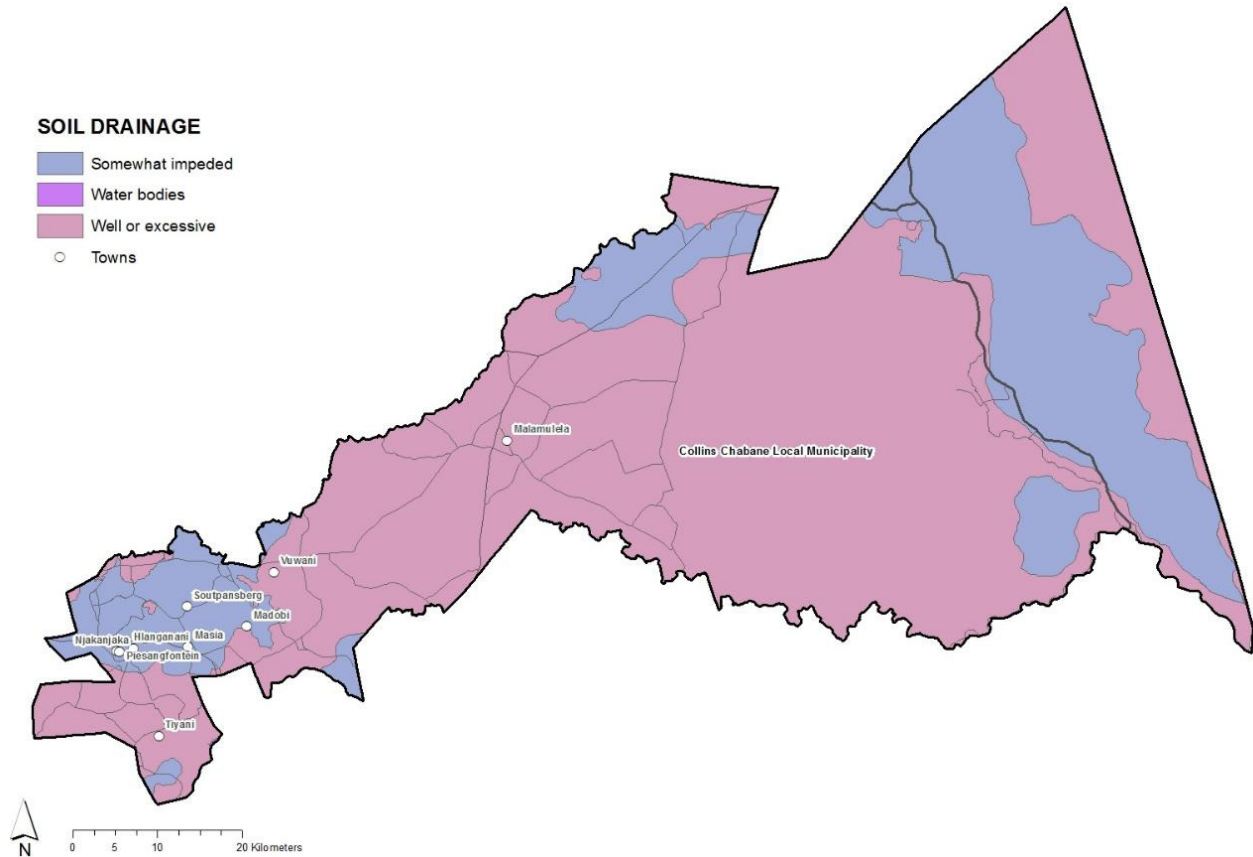 SOIL DRAINAGE
Somewhat impeded
Water bodies
Well or excessive
Towns
Malamulela
Collins Chabane Local Municipality
Vuwani
Soutpansberg
Madobi
Njakanjaka
Hlanganani
Masia
Piesangfontein
Tiyani
N
0 5 10 20 Kilometers